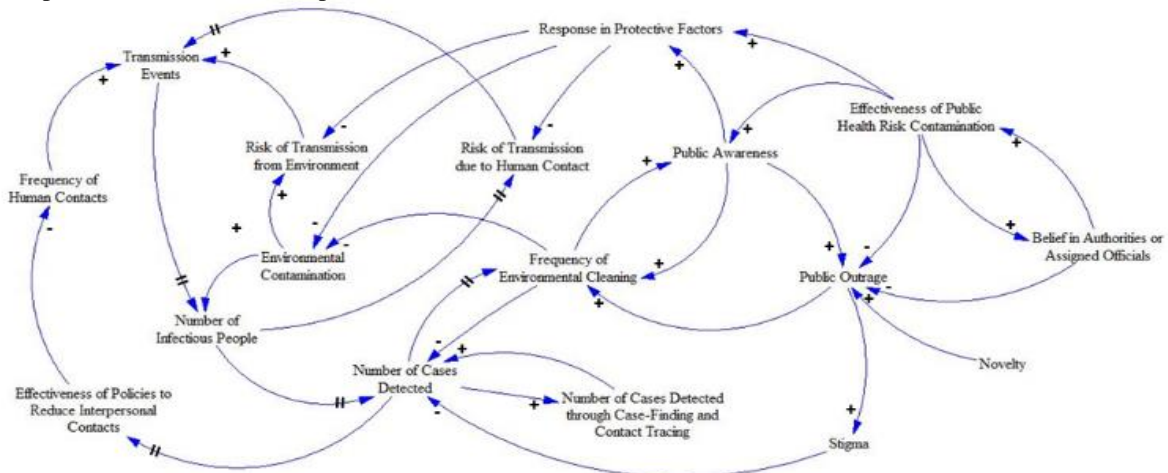 Response in Protective Factors
Transmission
Events
Effectiveness of Public
Health Risk Contamination
Risk of Transmission
from Environment
Risk of Transmission
due to Human Contact
Public Awareness
Frequency of
Human Contacts
Belief in Authorities or
Assigned Officials
Environmental
Contamination
Frequency of
Environmental Cleaning
Public Outrage
Number of
Infectious People
Novelty
Number of Cases
Detected
Effectiveness of Policies to
Reduce Interpersonal
Contacts
Number of Cases Detected
through Case-Finding and
Contact Tracing
Stigma